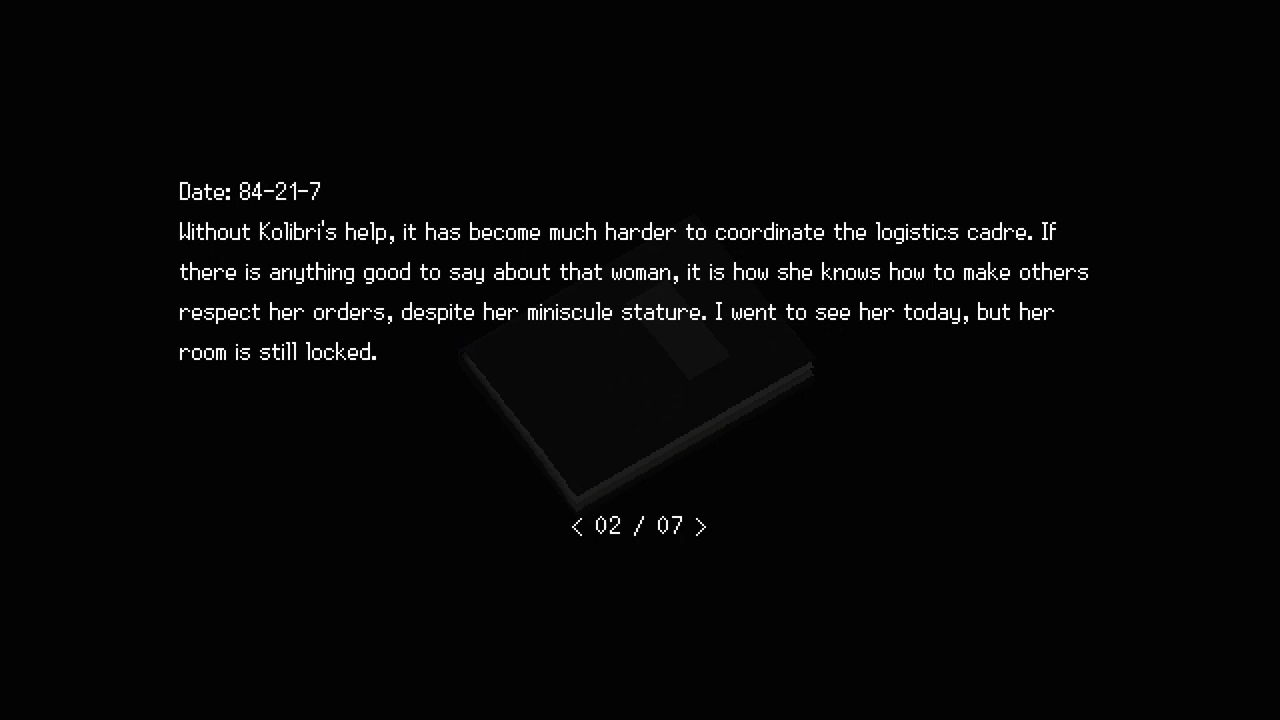 Date: 84-21-7
Without Kolibri's help, it has become much harder to coordinate the logistics cadre. If
there is anything good to say about that woman, it is how she knows how to make others
respect her orders, despite her miniscule stature. I went to see her today, but her
room is still locked.
< 02 / 07 >